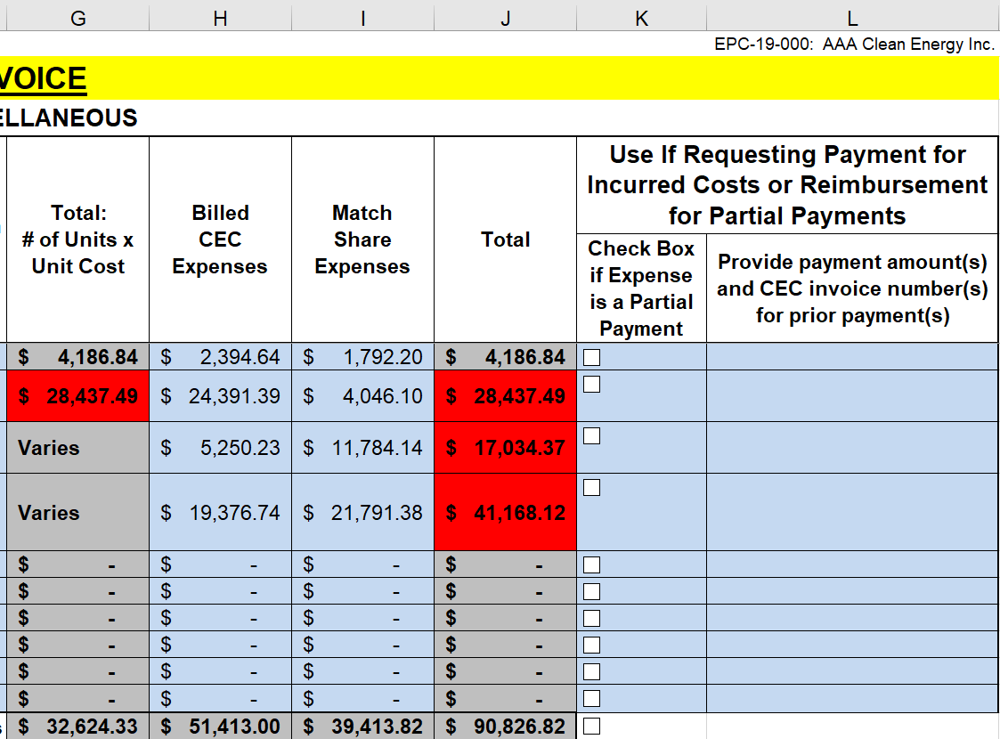 G H I J K L
EPC-19-000: AAA Clean Energy Inc.
VOICE
ELLANEOUS
Total:
# of Units x
Unit Cost
Billed
CEC
Expenses
Match
Share
Expenses
Total
Use If Requesting Payment for
Incurred Costs or Reimbursement
for Partial Payments
Check Box
if Expense
is a Partial
Payment
Provide payment amount(s)
and CEC invoice number(s)
for prior payment(s)
$ 4,186.84 $ 2,394.64 $ 1,792.20 $ 4,186.84
$ 28,437.49 $ 24,391.39 $ 4,046.10 $ 28,437.49
Varies $ 5,250.23 $ 11,784.14 $ 17,034.37
Varies $ 19,376.74 $ 21,791.38 $ 41,168.12
$ - $ - $ - $ -
$ - $ - $ - $ -
$ - $ - $ - $ -
$ - $ - $ - $ -
$ - $ - $ - $ -
$ - $ - $ - $ -
$ 32,624.33 $ 51,413.00 $ 39,413.82 $ 90,826.82